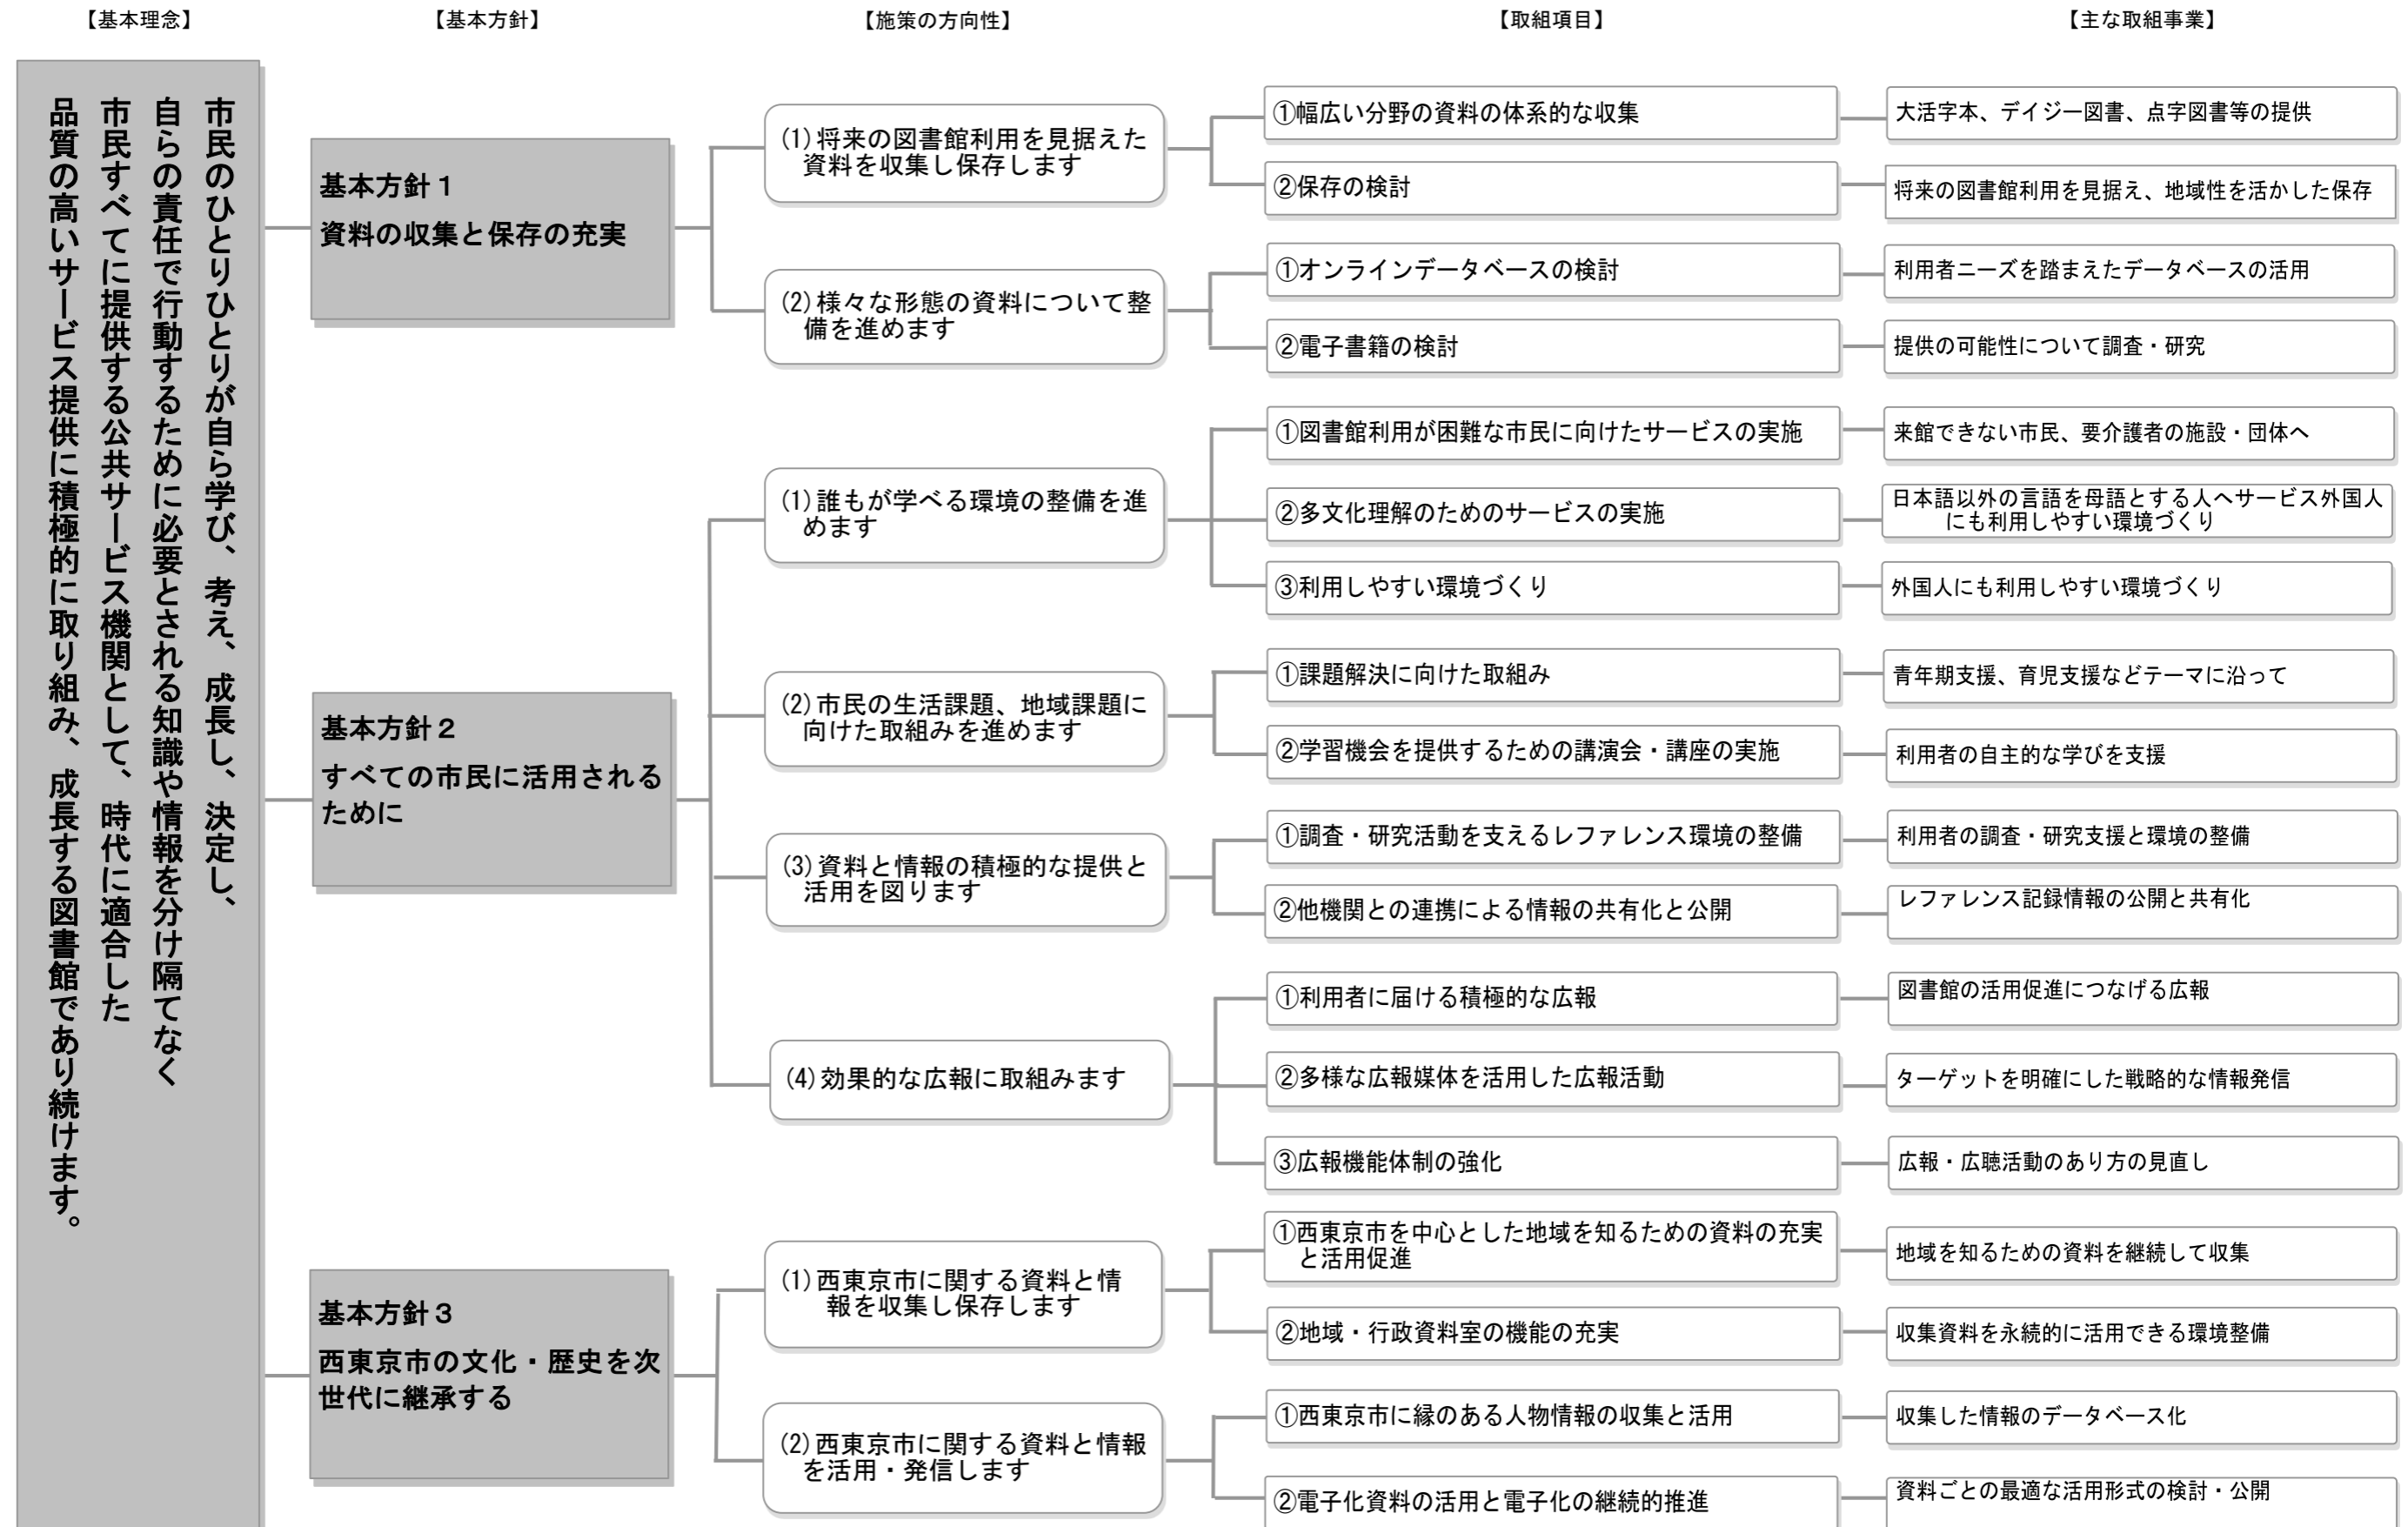 【基本理念】
【基本方針】
【施策の方向性】
【取組項目】
【主な取組事業】
市民のひとりひとりが自ら学び、考え、成長し、決定し、
自らの責任で行動するために必要とされる知識や情報を分け隔てなく
市民すべてに提供する公共サービス機関として、時代に適合した
品質の高いサービス提供に積極的に取り組み、成長する図書館であり続けます。
基本方針１
資料の収集と保存の充実
(1)将来の図書館利用を見据えた
資料を収集し保存します
①幅広い分野の資料の体系的な収集
大活字本、デイジー図書、点字図書等の提供
②保存の検討
将来の図書館利用を見据え、地域性を活かした保存
(2)様々な形態の資料について整
備を進めます
①オンラインデータベースの検討
利用者ニーズを踏まえたデータベースの活用
②電子書籍の検討
提供の可能性について調査・研究
基本方針２
すべての市民に活用される
ために
(1)誰もが学べる環境の整備を進
めます
①図書館利用が困難な市民に向けたサービスの実施
来館できない市民、要介護者の施設・団体へ
②多文化理解のためのサービスの実施
日本語以外の言語を母語とする人へサービス外国人
にも利用しやすい環境づくり
③利用しやすい環境づくり
外国人にも利用しやすい環境づくり
(2)市民の生活課題、地域課題に
向けた取組みを進めます
①課題解決に向けた取組み
青年期支援、育児支援などテーマに沿って
②学習機会を提供するための講演会・講座の実施
利用者の自主的な学びを支援
(3)資料と情報の積極的な提供と
活用を図ります
①調査・研究活動を支えるレファレンス環境の整備
利用者の調査・研究支援と環境の整備
②他機関との連携による情報の共有化と公開
レファレンス記録情報の公開と共有化
(4)効果的な広報に取組みます
①利用者に届ける積極的な広報
図書館の活用促進につなげる広報
②多様な広報媒体を活用した広報活動
ターゲットを明確にした戦略的な情報発信
③広報機能体制の強化
広報・広聴活動のあり方の見直し
基本方針３
西東京市の文化・歴史を次
世代に継承する
(1)西東京市に関する資料と情
報を収集し保存します
①西東京市を中心とした地域を知るための資料の充実
と活用促進
地域を知るための資料を継続して収集
②地域・行政資料室の機能の充実
収集資料を永続的に活用できる環境整備
(2)西東京市に関する資料と情報
を活用・発信します
①西東京市に縁のある人物情報の収集と活用
収集した情報のデータベース化
②電子化資料の活用と電子化の継続的推進
資料ごとの最適な活用形式の検討・公開